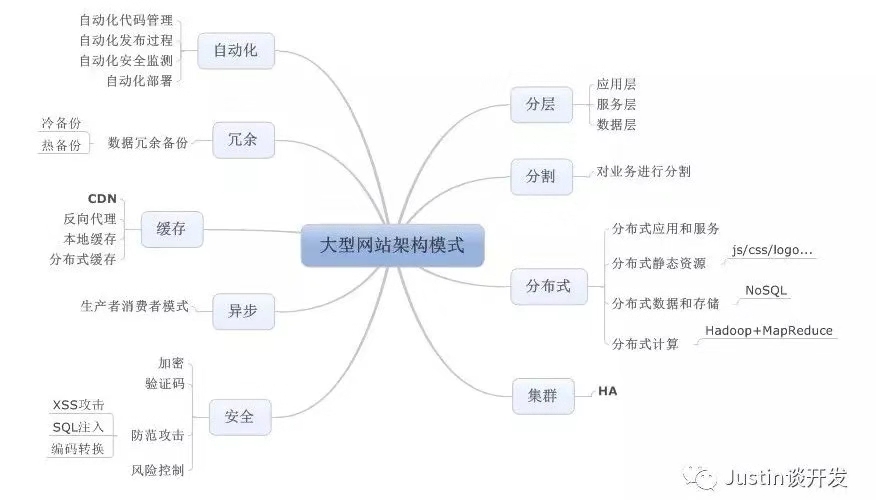 大型网站架构模式
分层
应用层
服务层
数据层
分割
对业务进行分割
分布式
分布式应用和服务
分布式静态资源
js/css/logo...
分布式数据和存储
NoSQL
分布式计算
Hadoop+MapReduce
集群
HA
自动化
自动化代码管理
自动化发布过程
自动化安全监测
自动化部署
冗余
数据冗余备份
冷备份
热备份
缓存
CDN
反向代理
本地缓存
分布式缓存
异步
生产者消费者模式
安全
加密
验证码
防范攻击
XSS攻击
SQL注入
编码转换
风险控制
Justin谈开发